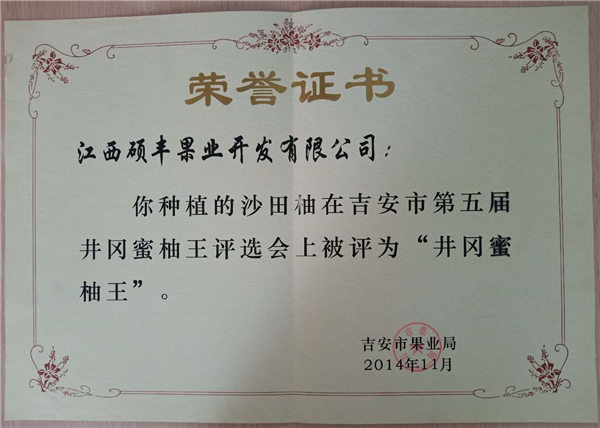 荣誉证书
江西硕丰果业开发有限公司：
你种植的沙田柚在吉安市第五届
井冈蜜柚王评选会上被评为“井冈蜜
柚王”。
吉安市果业局
2014年11月